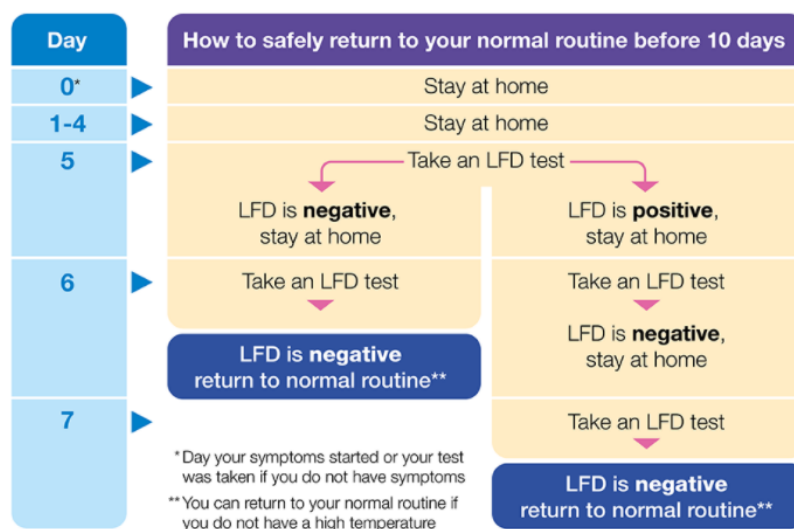 Day
How to safely return to your normal routine before 10 days
0*
Stay at home
1-4
Stay at home
5
Take an LFD test
LFD is negative,
stay at home
LFD is positive,
stay at home
6
Take an LFD test
LFD is negative
return to normal routine**
Take an LFD test
LFD is negative,
stay at home
7
Take an LFD test
LFD is negative
return to normal routine**
*Day your symptoms started or your test
was taken if you do not have symptoms
**You can return to your normal routine if
you do not have a high temperature